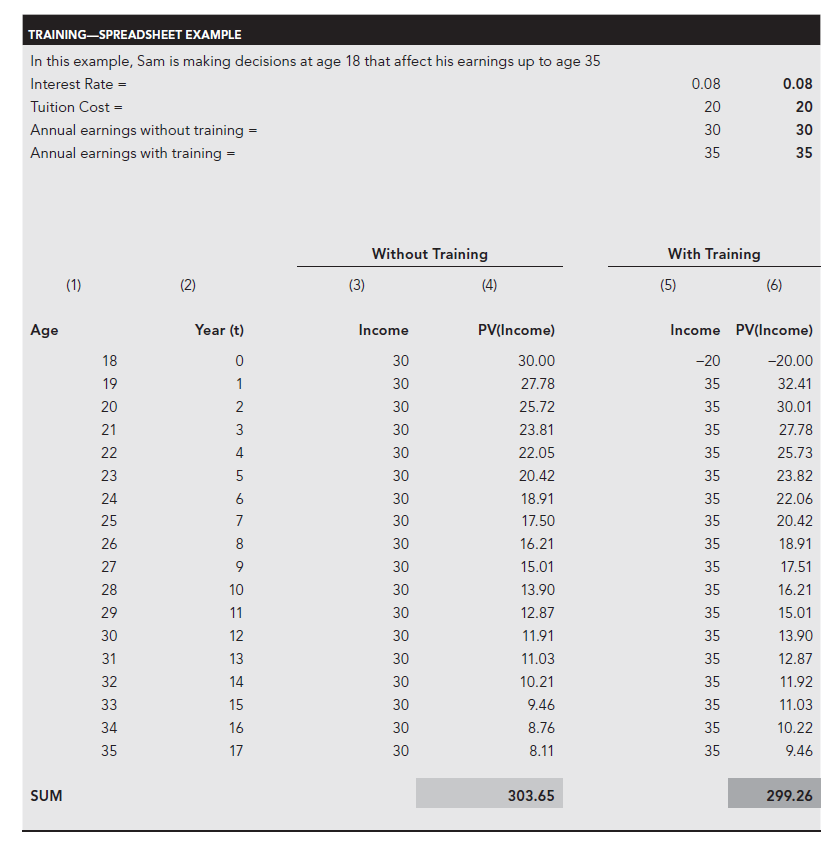 TRAINING—SPREADSHEET EXAMPLE
In this example, Sam is making decisions at age 18 that affect his earnings up to age 35
Interest Rate = 0.08 0.08
Tuition Cost = 20 20
Annual earnings without training = 30 30
Annual earnings with training = 35 35
Without Training With Training
(1) (2) (3) (4) (5) (6)
Age Year (t) Income PV(Income) Income PV(Income)
18 0 30 30.00 –20 –20.00
19 1 30 27.78 35 32.41
20 2 30 25.72 35 30.01
21 3 30 23.81 35 27.78
22 4 30 22.05 35 25.73
23 5 30 20.42 35 23.82
24 6 30 18.91 35 22.06
25 7 30 17.50 35 20.42
26 8 30 16.21 35 18.91
27 9 30 15.01 35 17.51
28 10 30 13.90 35 16.21
29 11 30 12.87 35 15.01
30 12 30 11.91 35 13.90
31 13 30 11.03 35 12.87
32 14 30 10.21 35 11.92
33 15 30 9.46 35 11.03
34 16 30 8.76 35 10.22
35 17 30 8.11 35 9.46
SUM 303.65 299.26